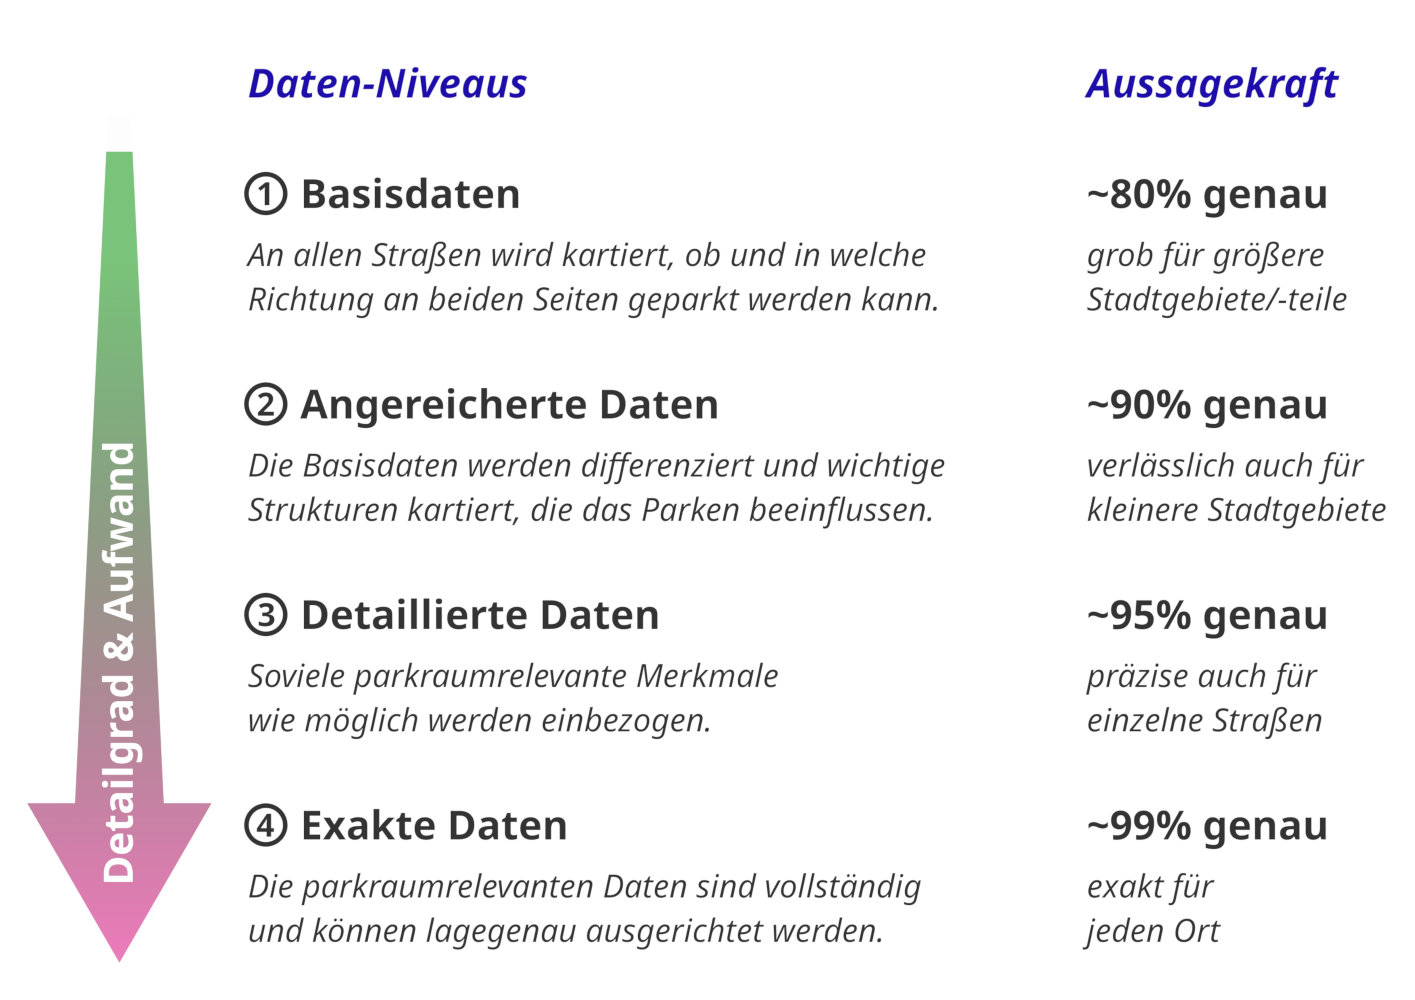 Daten-Niveaus
Aussagekraft
① Basisdaten
~80% genau
An allen Straßen wird kartiert, ob und in welche
Richtung an beiden Seiten geparkt werden kann.
grob für größere
Stadtgebiete/-teile
② Angereicherte Daten
~90% genau
Die Basisdaten werden differenziert und wichtige
Strukturen kartiert, die das Parken beeinflussen.
verlässlich auch für
kleinere Stadtgebiete
③ Detaillierte Daten
~95% genau
Soviele parkraumrelevante Merkmale
wie möglich werden einbezogen.
präzise auch für
einzelne Straßen
④ Exakte Daten
~99% genau
Die parkraumrelevanten Daten sind vollständig
und können lagegenau ausgerichtet werden.
exakt für
jeden Ort
Detailgrad & Aufwand